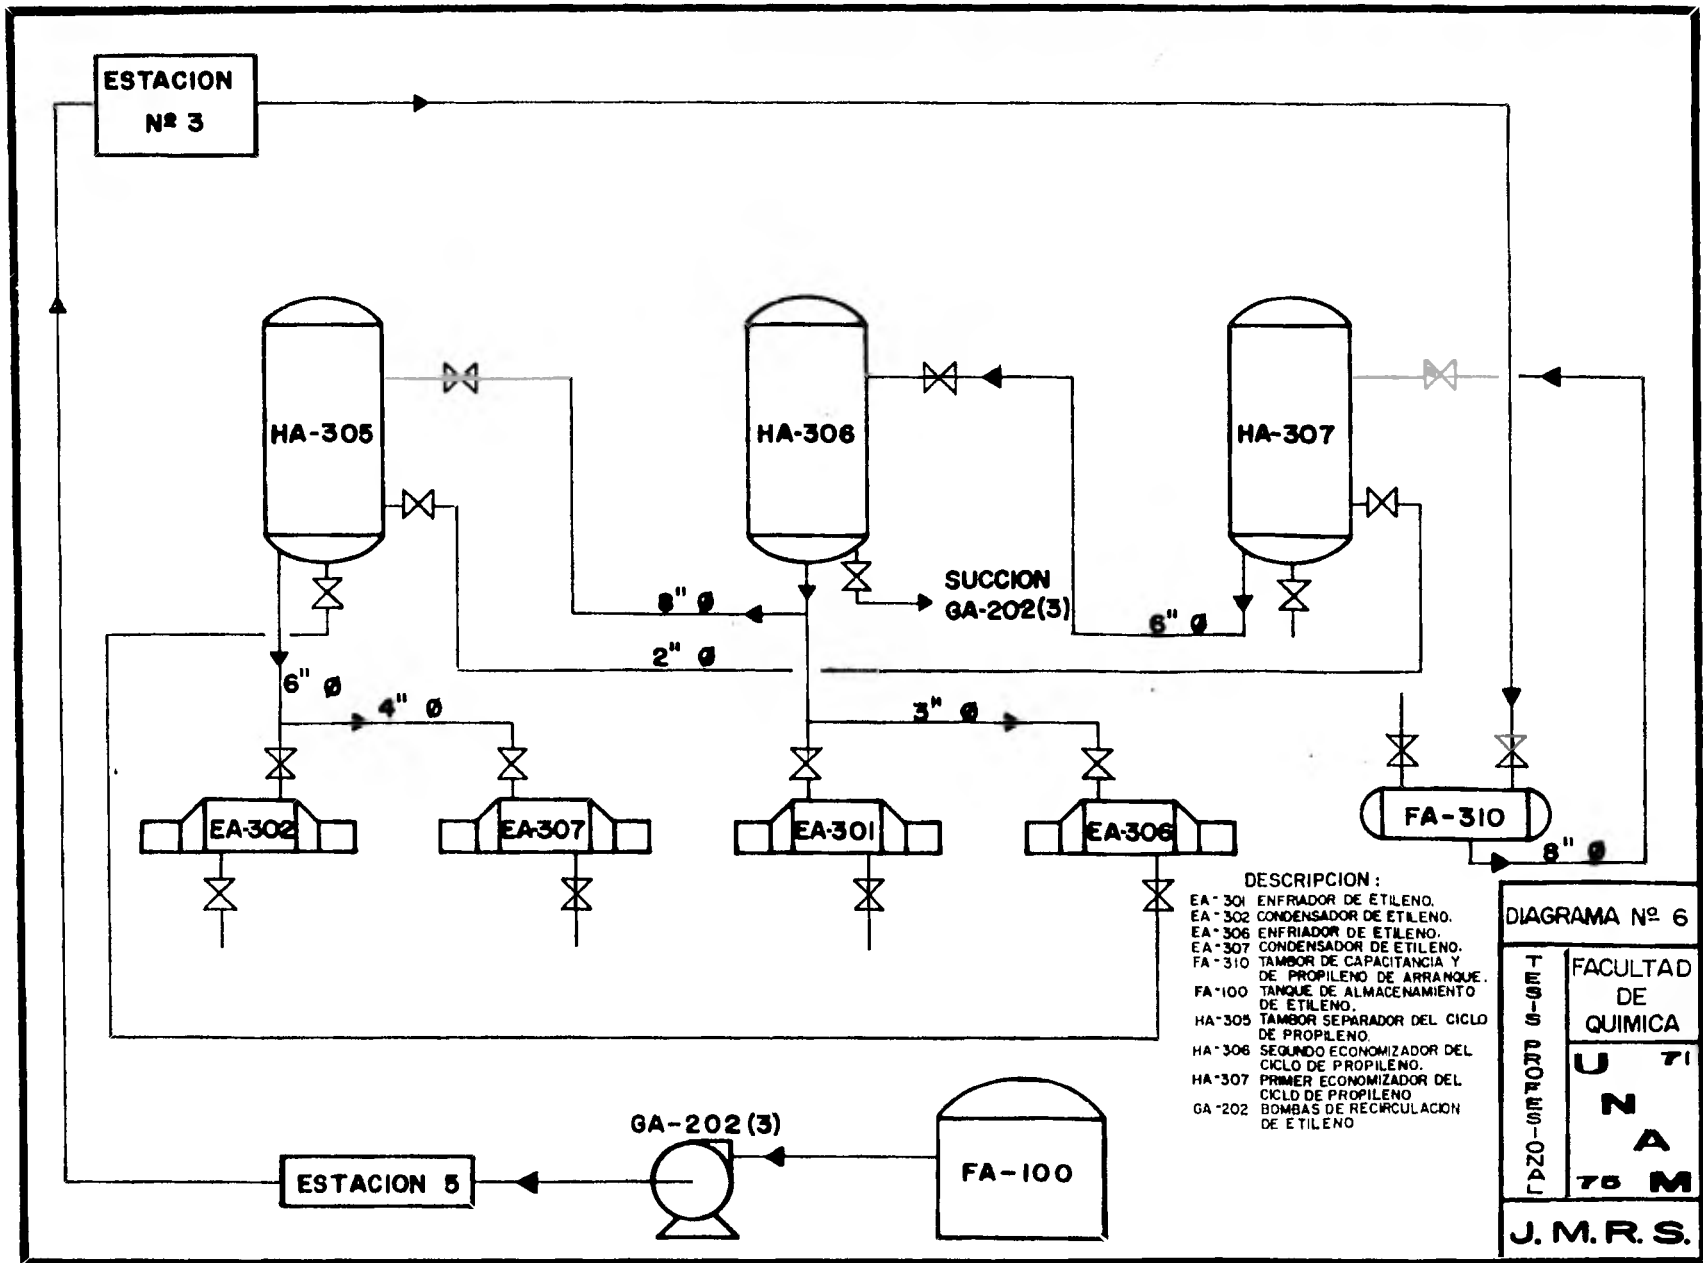 ESTACION
Nº 3
HA-305
HA-306
HA-307
SUCCION
GA-202(3)
8" Ø
6" Ø
2" Ø
6" Ø
4" Ø
3" Ø
EA-302
EA-307
EA-301
EA-306
FA-310
8" Ø
DESCRIPCION :
EA-301 ENFRIADOR DE ETILENO.
EA-302 CONDENSADOR DE ETILENO.
EA-306 ENFRIADOR DE ETILENO.
EA-307 CONDENSADOR DE ETILENO.
FA-310 TAMBOR DE CAPACITANCIA Y
DE PROPILENO DE ARRANQUE.
FA-100 TANQUE DE ALMACENAMIENTO
DE ETILENO.
HA-305 TAMBOR SEPARADOR DEL CICLO
DE PROPILENO.
HA-306 SEGUNDO ECONOMIZADOR DEL
CICLO DE PROPILENO.
HA-307 PRIMER ECONOMIZADOR DEL
CICLO DE PROPILENO
GA-202 BOMBAS DE RECIRCULACION
DE ETILENO
GA-202 (3)
ESTACION 5
FA-100
DIAGRAMA Nº 6
TESIS PROFESIONAL
FACULTAD
DE
QUIMICA
U 71
N
A
75 M
J. M. R. S.